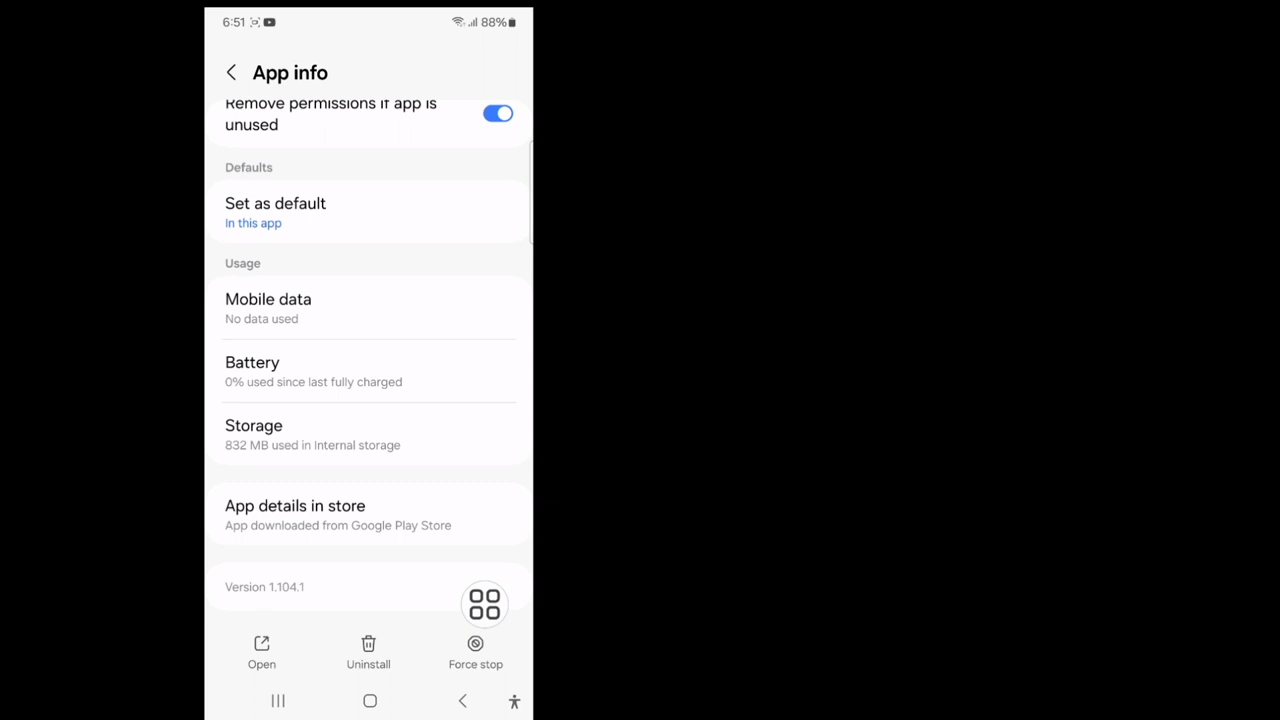 6:51
88%
App info
Remove permissions if app is
unused
Defaults
Set as default
In this app
Usage
Mobile data
No data used
Battery
0% used since last fully charged
Storage
832 MB used in Internal storage
App details in store
App downloaded from Google Play Store
Version 1.104.1
Open
Uninstall
Force stop